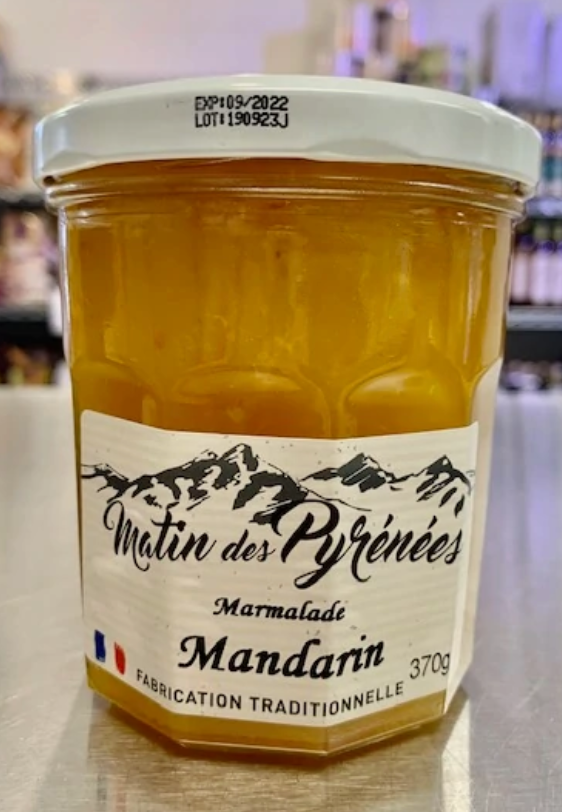 EXP:09/2022
LOT:190923J
Matin des Pyrénées
Marmalade
Mandarin
370g
FABRICATION TRADITIONNELLE